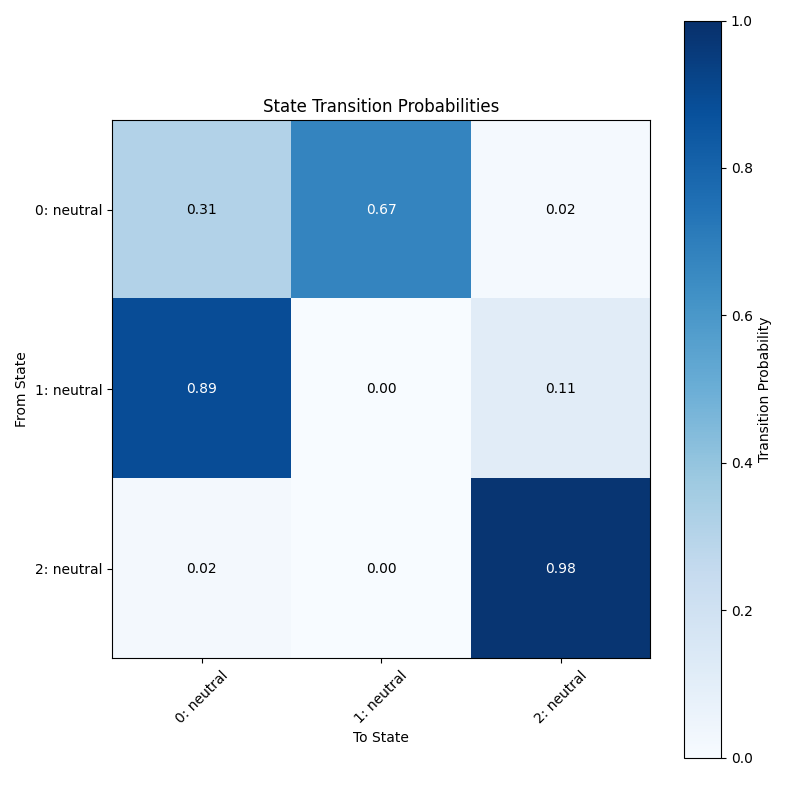 State Transition Probabilities
1.0
0.8
0.6
0.4
0.2
0.0
Transition Probability
From State
0: neutral
0.31
0.67
0.02
1: neutral
0.89
0.00
0.11
2: neutral
0.02
0.00
0.98
0: neutral
1: neutral
2: neutral
To State